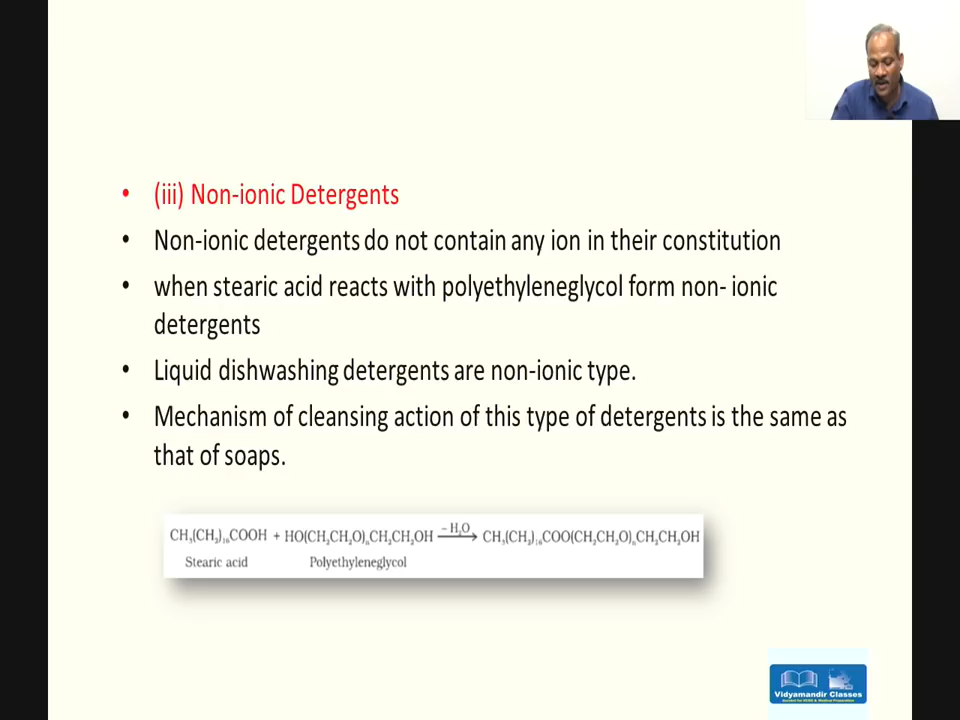 • (iii) Non-ionic Detergents
• Non-ionic detergents do not contain any ion in their constitution
• when stearic acid reacts with polyethyleneglycol form non- ionic
detergents
• Liquid dishwashing detergents are non-ionic type.
• Mechanism of cleansing action of this type of detergents is the same as
that of soaps.
CH₃(CH₂)₁₆COOH + HO(CH₂CH₂O)ₙCH₂CH₂OH –H₂O → CH₃(CH₂)₁₆COO(CH₂CH₂O)ₙCH₂CH₂OH
Stearic acid Polyethyleneglycol
Vidyamandir Classes